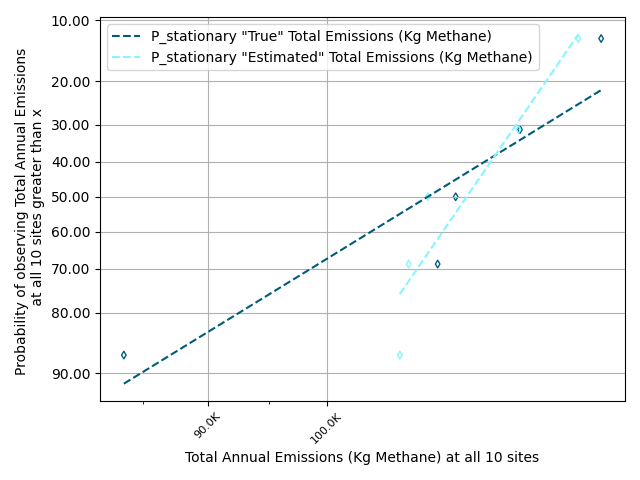 P_stationary "True" Total Emissions (Kg Methane)
P_stationary "Estimated" Total Emissions (Kg Methane)
Probability of observing Total Annual Emissions
at all 10 sites greater than x
10.00
20.00
30.00
40.00
50.00
60.00
70.00
80.00
90.00
90.0K
100.0K
Total Annual Emissions (Kg Methane) at all 10 sites